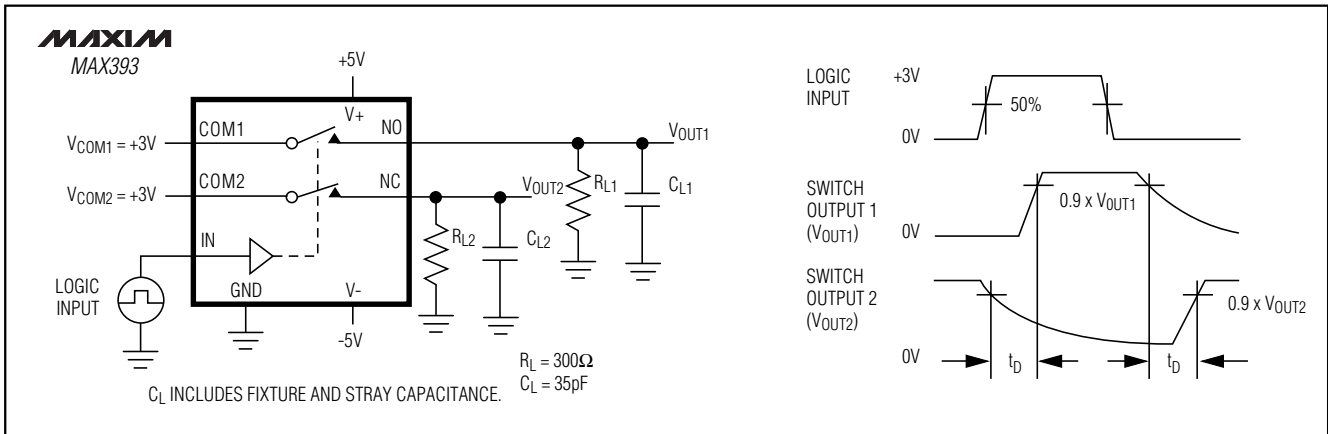 MAXIM
MAX393
+5V
V+
COM1
NO
VCOM1 = +3V
VOUT1
COM2
NC
VCOM2 = +3V
VOUT2
RL1
CL1
RL2
CL2
IN
LOGIC
INPUT
GND
V-
-5V
RL = 300Ω
CL = 35pF
CL INCLUDES FIXTURE AND STRAY CAPACITANCE.
LOGIC
INPUT
+3V
50%
0V
SWITCH
OUTPUT 1
(VOUT1)
0.9 x VOUT1
0V
SWITCH
OUTPUT 2
(VOUT2)
0.9 x VOUT2
0V
tD
tD